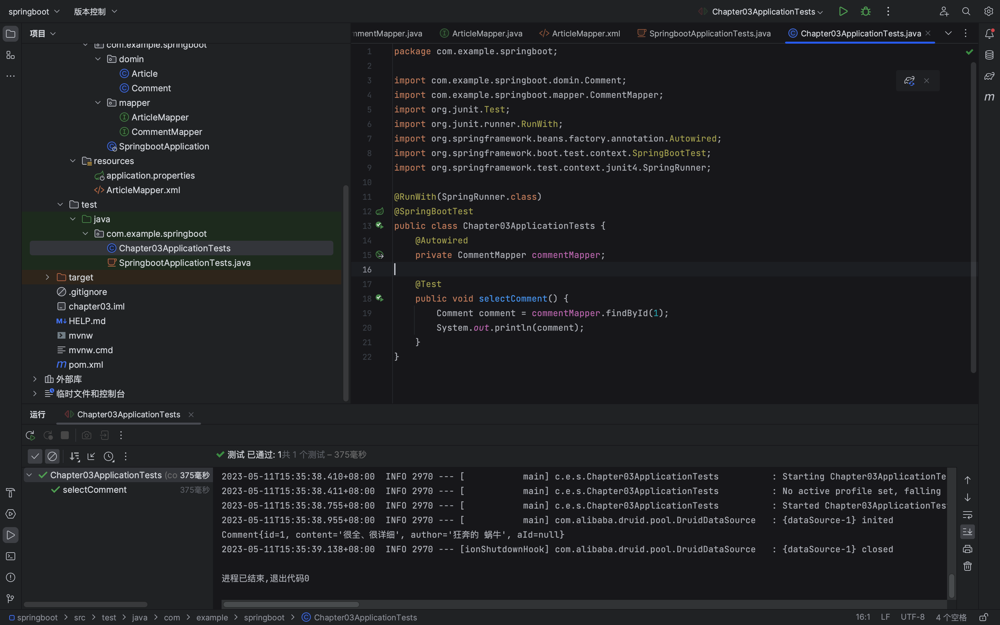 springboot 版本控制 Chapter03ApplicationTests
项目
mmentMapper.java ArticleMapper.java ArticleMapper.xml SpringbootApplicationTests.java Chapter03ApplicationTests.java
com.example.springboot
domin
Article
Comment
mapper
ArticleMapper
CommentMapper
SpringbootApplication
resources
application.properties
ArticleMapper.xml
test
java
com.example.springboot
Chapter03ApplicationTests
SpringbootApplicationTests.java
target
.gitignore
chapter03.iml
HELP.md
mvnw
mvnw.cmd
pom.xml
外部库
临时文件和控制台
1 package com.example.springboot;
2
3 import com.example.springboot.domin.Comment;
4 import com.example.springboot.mapper.CommentMapper;
5 import org.junit.Test;
6 import org.junit.runner.RunWith;
7 import org.springframework.beans.factory.annotation.Autowired;
8 import org.springframework.boot.test.context.SpringBootTest;
9 import org.springframework.test.context.junit4.SpringRunner;
10
11 @RunWith(SpringRunner.class)
12 @SpringBootTest
13 public class Chapter03ApplicationTests {
14 @Autowired
15 private CommentMapper commentMapper;
16
17 @Test
18 public void selectComment() {
19 Comment comment = commentMapper.findById(1);
20 System.out.println(comment);
21 }
22 }
运行 Chapter03ApplicationTests
测试 已通过: 1共 1 个测试 – 375毫秒
Chapter03ApplicationTests (co 375毫秒
selectComment 375毫秒
2023-05-11T15:35:38.410+08:00 INFO 2970 --- [ main] c.e.s.Chapter03ApplicationTests : Starting Chapter03ApplicationTe
2023-05-11T15:35:38.411+08:00 INFO 2970 --- [ main] c.e.s.Chapter03ApplicationTests : No active profile set, falling
2023-05-11T15:35:38.755+08:00 INFO 2970 --- [ main] c.e.s.Chapter03ApplicationTests : Started Chapter03ApplicationTes
2023-05-11T15:35:38.955+08:00 INFO 2970 --- [ main] com.alibaba.druid.pool.DruidDataSource : {dataSource-1} inited
Comment{id=1, content='很全、很详细', author='狂奔的 蜗牛', aId=null}
2023-05-11T15:35:39.138+08:00 INFO 2970 --- [ionShutdownHook] com.alibaba.druid.pool.DruidDataSource : {dataSource-1} closed
进程已结束,退出代码0
springboot > src > test > java > com > example > springboot > Chapter03ApplicationTests
16:1 LF UTF-8 4 个空格